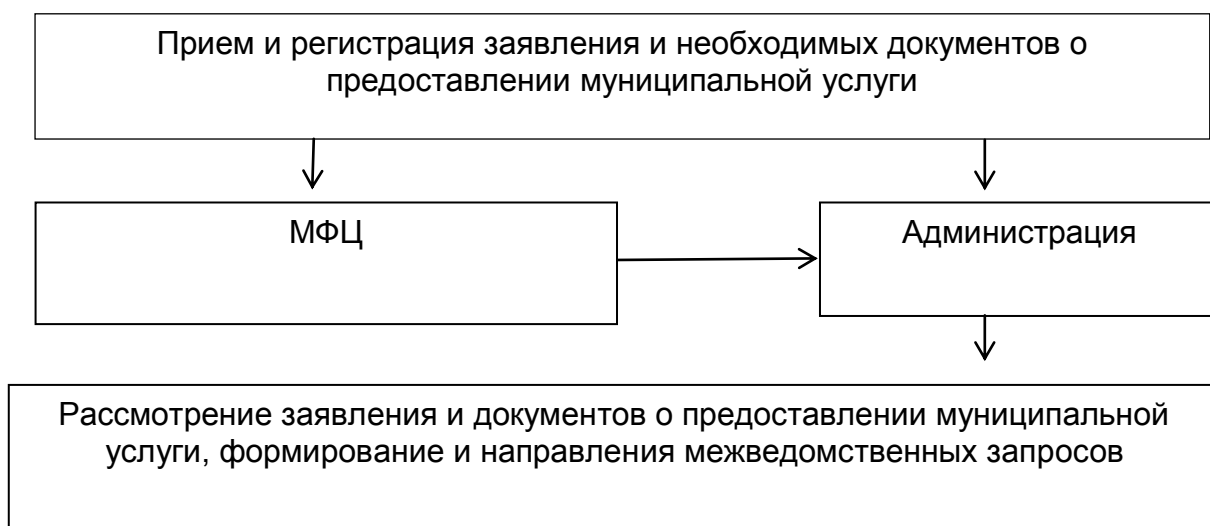 Прием и регистрация заявления и необходимых документов о
предоставлении муниципальной услуги
МФЦ
Администрация
Рассмотрение заявления и документов о предоставлении муниципальной
услуги, формирование и направления межведомственных запросов